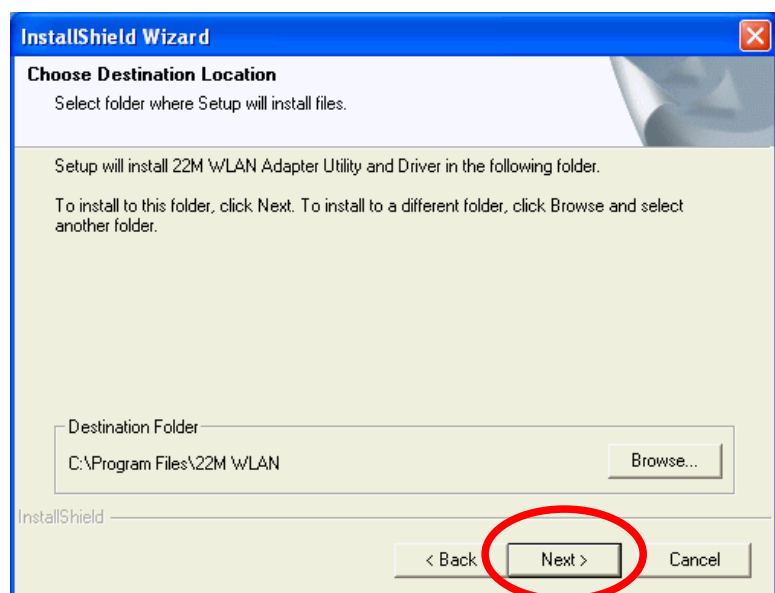 InstallShield Wizard
Choose Destination Location
Select folder where Setup will install files.
Setup will install 22M WLAN Adapter Utility and Driver in the following folder.
To install to this folder, click Next. To install to a different folder, click Browse and select
another folder.
Destination Folder
C:\Program Files\22M WLAN
Browse...
InstallShield
< Back
Next >
Cancel